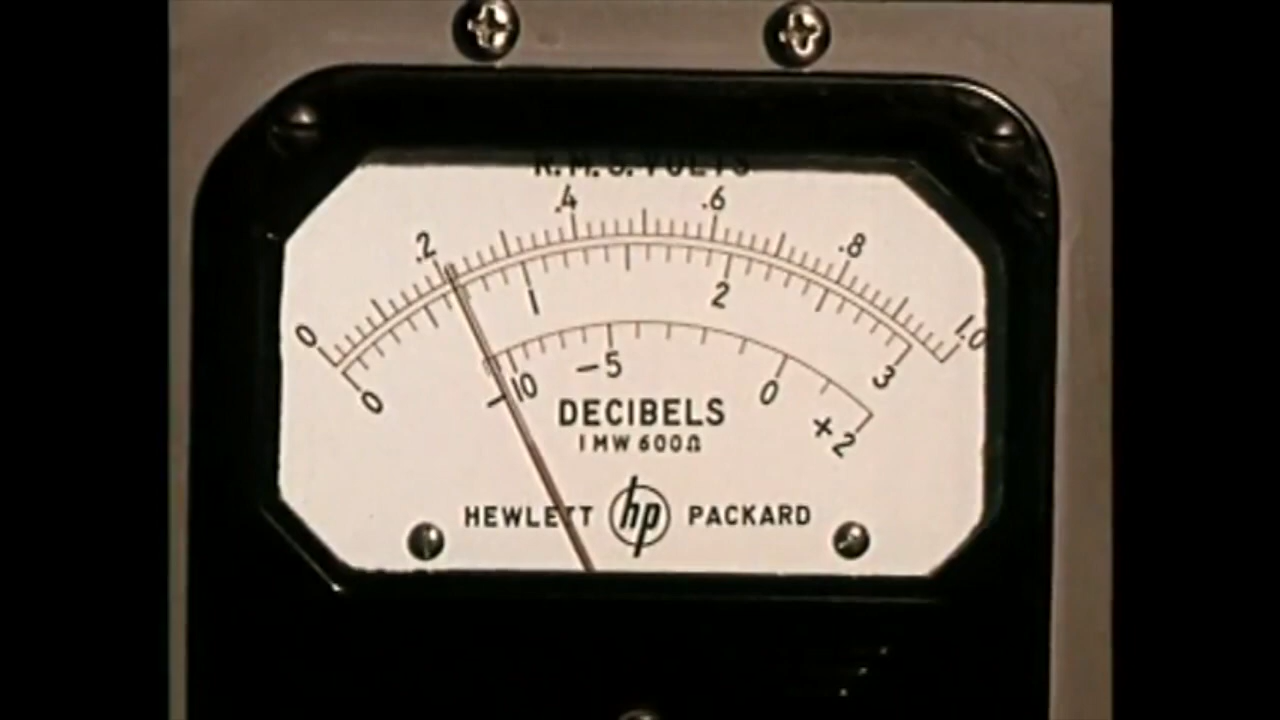 R.M.S. VOLTS
0 .2 .4 .6 .8 1.0
0 1 2 3
-10 -5 0 +2
DECIBELS
1 MW 600Ω
HEWLETT hp PACKARD